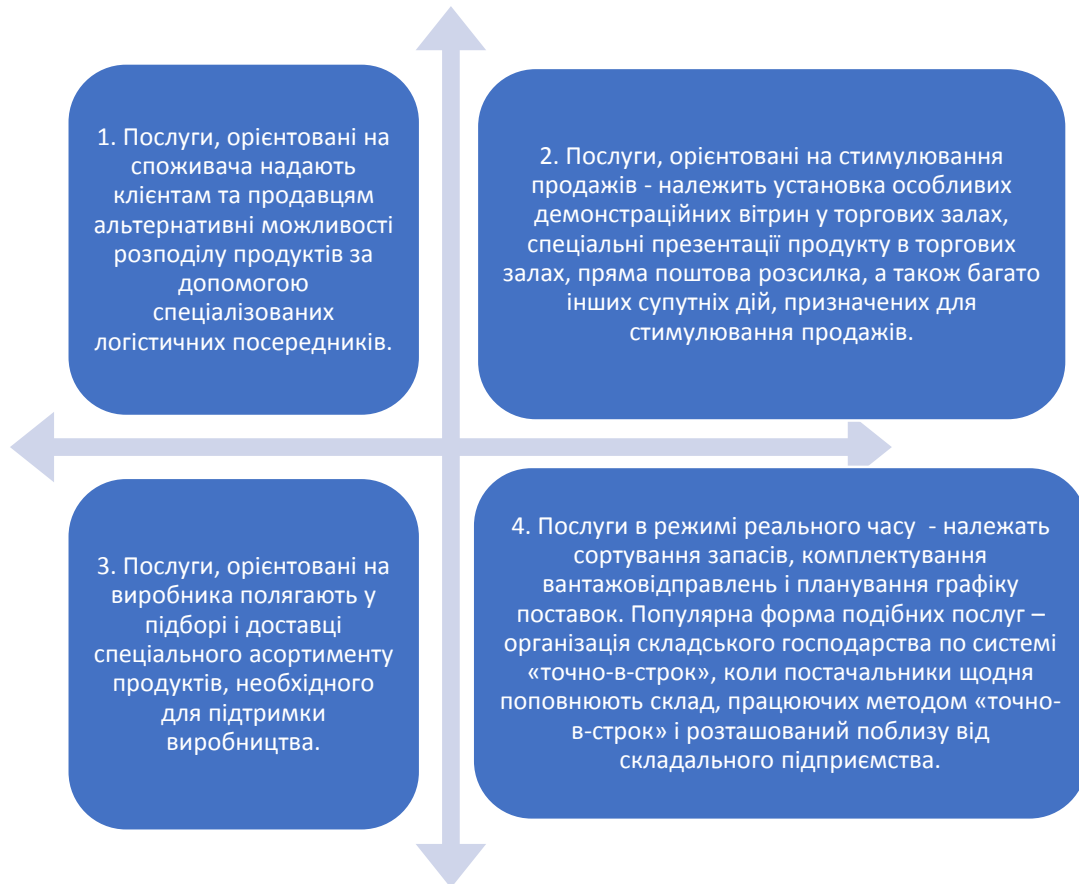 1. Послуги, орієнтовані на
споживача надають
клієнтам та продавцям
альтернативні можливості
розподілу продуктів за
допомогою
спеціалізованих
логістичних посередників.
2. Послуги, орієнтовані на стимулювання
продажів - належить установка особливих
демонстраційних вітрин у торгових залах,
спеціальні презентації продукту в торгових
залах, пряма поштова розсилка, а також багато
інших супутніх дій, призначених для
стимулювання продажів.
3. Послуги, орієнтовані на
виробника полягають у
підборі і доставці
спеціального асортименту
продуктів, необхідного
для підтримки
виробництва.
4. Послуги в режимі реального часу - належать
сортування запасів, комплектування
вантажовідправлень і планування графіку
поставок. Популярна форма подібних послуг –
організація складського господарства по системі
«точно-в-строк», коли постачальники щодня
поповнюють склад, працюючих методом «точно-
в-строк» і розташований поблизу від
складального підприємства.